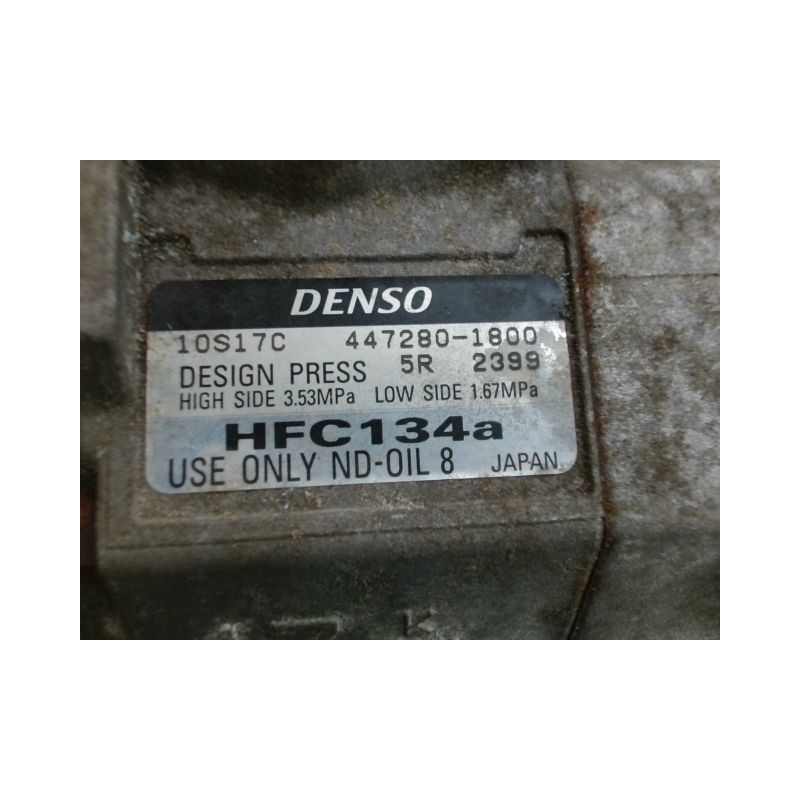 DENSO
10S17C 447280-1800
5R 2399
DESIGN PRESS
HIGH SIDE 3.53MPa LOW SIDE 1.67MPa
HFC134a
USE ONLY ND-OIL 8 JAPAN
K